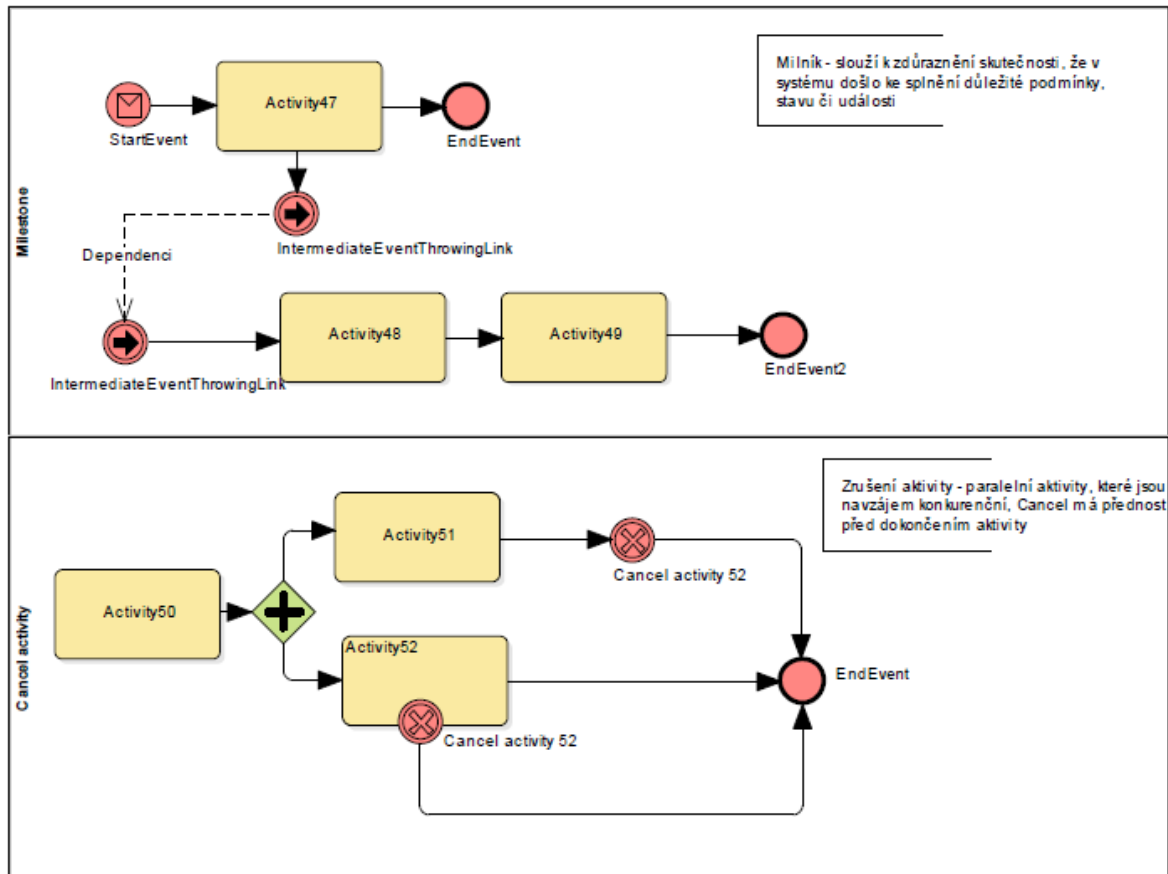 Milestone
Milník - slouží k zdůraznění skutečnosti, že v
systému došlo ke splnění důležité podmínky,
stavu či události
Activity47
StartEvent
EndEvent
IntermediateEventThrowingLink
Dependenci
Activity48
Activity49
IntermediateEventThrowingLink
EndEvent2
Cancel activity
Zrušení aktivity - paralelní aktivity, které jsou
navzájem konkurenční, Cancel má přednost
před dokončením aktivity
Activity51
Cancel activity 52
Activity50
Activity52
EndEvent
Cancel activity 52